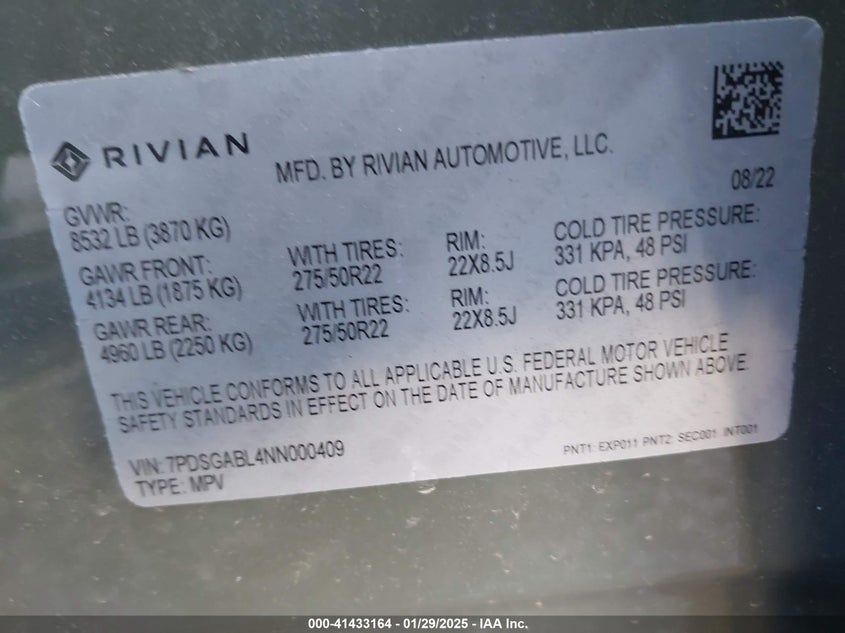 RIVIAN
MFD. BY RIVIAN AUTOMOTIVE, LLC.
08/22
GVWR:
8532 LB (3870 KG)
GAWR FRONT:
4134 LB (1875 KG)
WITH TIRES:
275/50R22
RIM:
22X8.5J
COLD TIRE PRESSURE:
331 KPA, 48 PSI
GAWR REAR:
4960 LB (2250 KG)
WITH TIRES:
275/50R22
RIM:
22X8.5J
COLD TIRE PRESSURE:
331 KPA, 48 PSI
THIS VEHICLE CONFORMS TO ALL APPLICABLE U.S. FEDERAL MOTOR VEHICLE
SAFETY STANDARDS IN EFFECT ON THE DATE OF MANUFACTURE SHOWN ABOVE.
VIN: 7PDSGABL4NN000409
TYPE: MPV
PNT1: EXP011 PNT2: SEC001 INT001
000-41433164 - 01/29/2025 - IAA Inc.